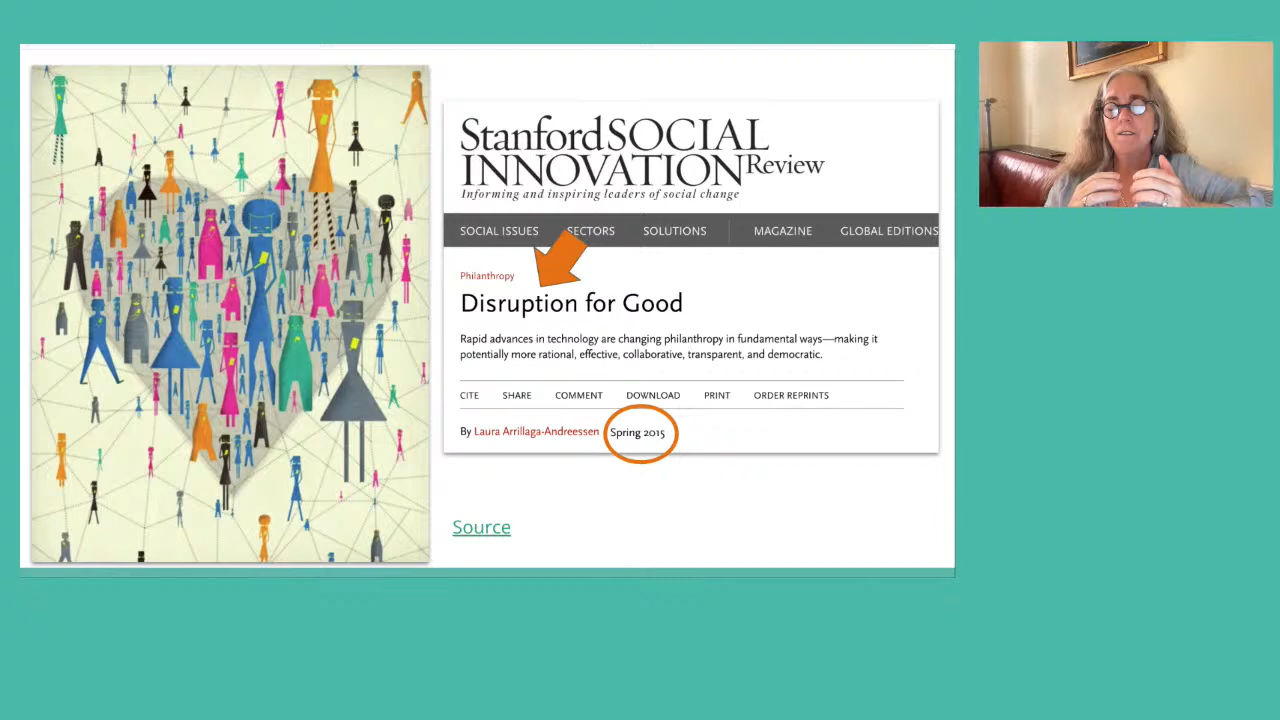 Stanford SOCIAL
INNOVATION Review
Informing and inspiring leaders of social change
SOCIAL ISSUES SECTORS SOLUTIONS MAGAZINE GLOBAL EDITIONS
Philanthropy
Disruption for Good
Rapid advances in technology are changing philanthropy in fundamental ways—making it
potentially more rational, effective, collaborative, transparent, and democratic.
CITE SHARE COMMENT DOWNLOAD PRINT ORDER REPRINTS
By Laura Arrillaga-Andreessen Spring 2015
Source